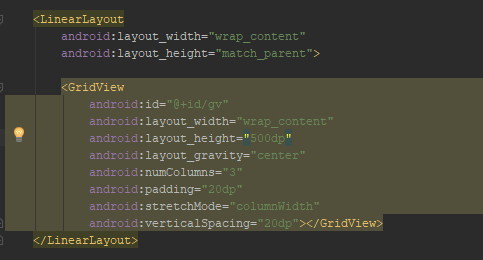 <LinearLayout
android:layout_width="wrap_content"
android:layout_height="match_parent">
<GridView
android:id="@+id/gv"
android:layout_width="wrap_content"
android:layout_height="500dp"
android:layout_gravity="center"
android:numColumns="3"
android:padding="20dp"
android:stretchMode="columnWidth"
android:verticalSpacing="20dp"></GridView>
</LinearLayout>